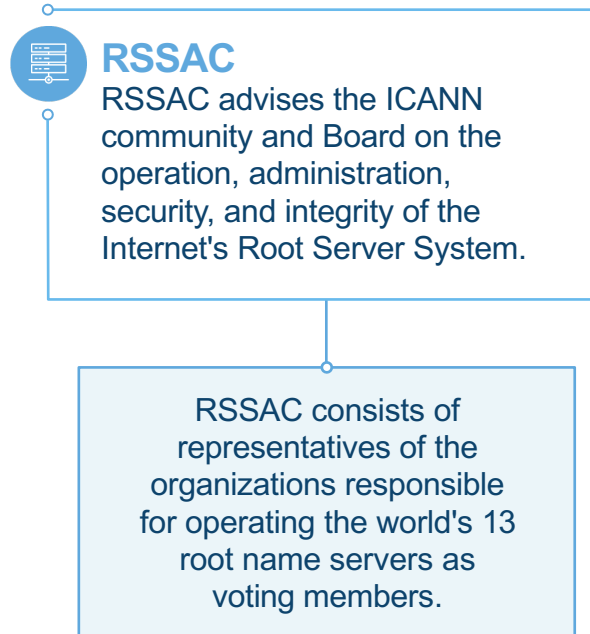 RSSAC
RSSAC advises the ICANN
community and Board on the
operation, administration,
security, and integrity of the
Internet's Root Server System.
RSSAC consists of
representatives of the
organizations responsible
for operating the world's 13
root name servers as
voting members.